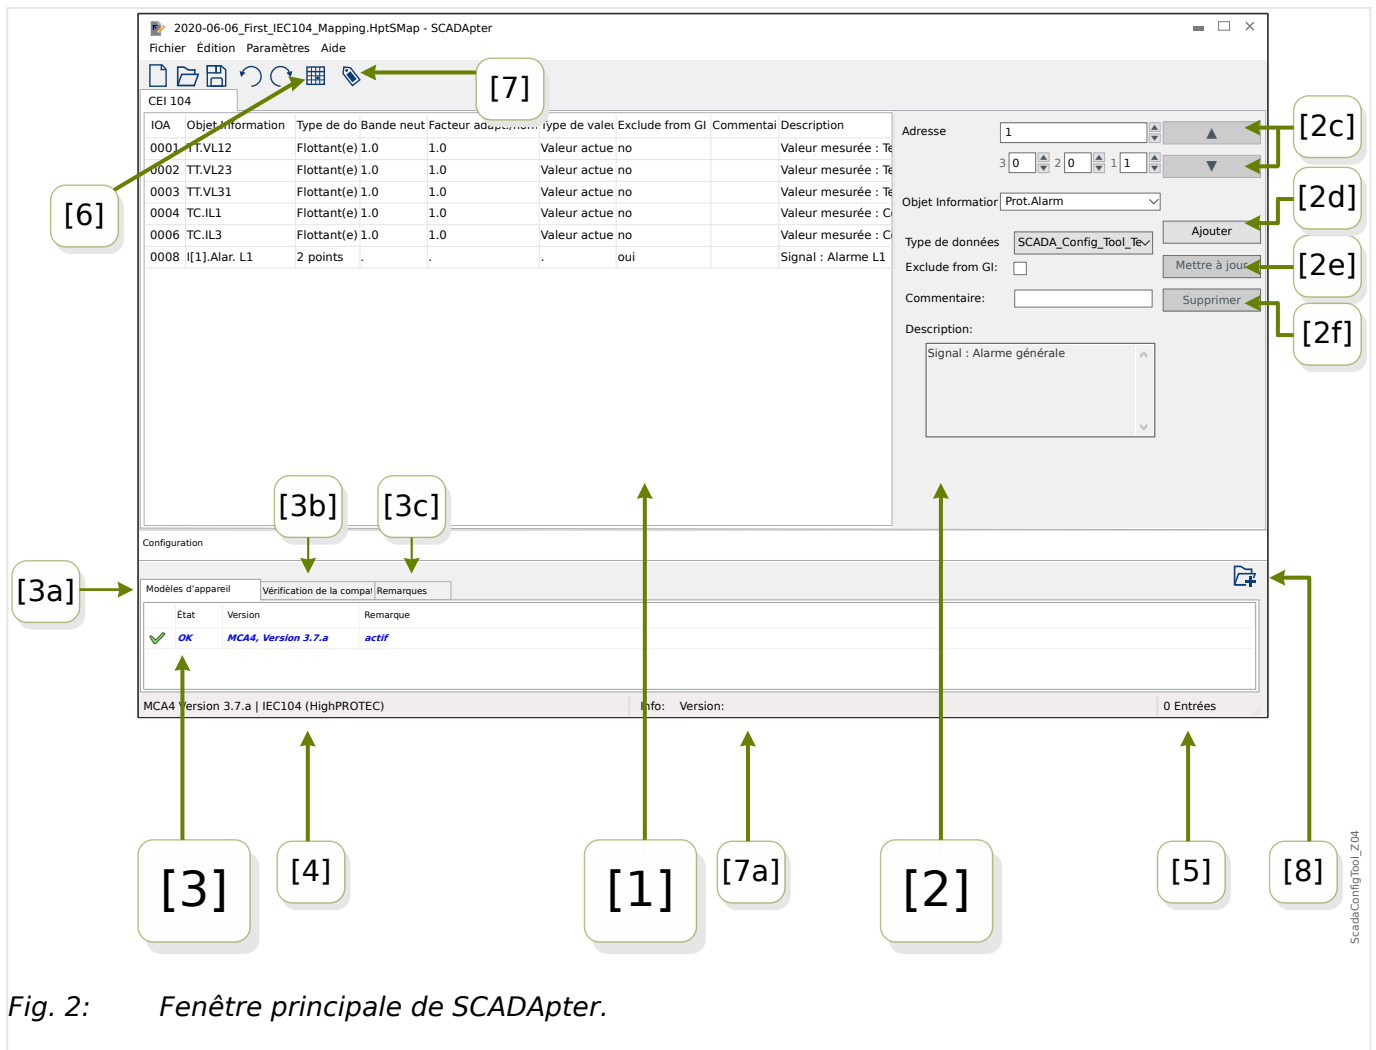 2020-06-06_First_IEC104_Mapping.HptSMap - SCADApter
Fichier Édition Paramètres Aide
[7]
CEI 104
IOA Objet Information Type de do Bande neut Facteur Type de valeu Exclude from GI Commentai Description
0001 TT.VL12 Flottant(e) 1.0 1.0 Valeur actue no Valeur mesurée : Te
0002 TT.VL23 Flottant(e) 1.0 1.0 Valeur actue no Valeur mesurée : Te
0003 TT.VL31 Flottant(e) 1.0 1.0 Valeur actue no Valeur mesurée : Te
0004 TC.IL1 Flottant(e) 1.0 1.0 Valeur actue no Valeur mesurée : Co
0006 TC.IL3 Flottant(e) 1.0 1.0 Valeur actue no Valeur mesurée : Co
0008 I[1].Alar. L1 2 points . . . oui Signal : Alarme L1
[6]
Adresse 1
3 0 2 0 1 1
Objet Information Prot.Alarm
Ajouter
Type de données SCADA_Config_Tool_Te
Exclude from GI:
Mettre à jour
Commentaire:
Supprimer
Description:
Signal : Alarme générale
[2c]
[2d]
[2e]
[2f]
[3b] [3c]
Configuration
[3a]
Modèles d'appareil Vérification de la compat Remarques
État Version Remarque
OK MCA4, Version 3.7.a actif
MCA4 Version 3.7.a | IEC104 (HighPROTEC) Info: Version: 0 Entrées
[3] [4] [1] [7a] [2] [5] [8]
ScadaConfigTool_Z04
Fig. 2: Fenêtre principale de SCADApter.